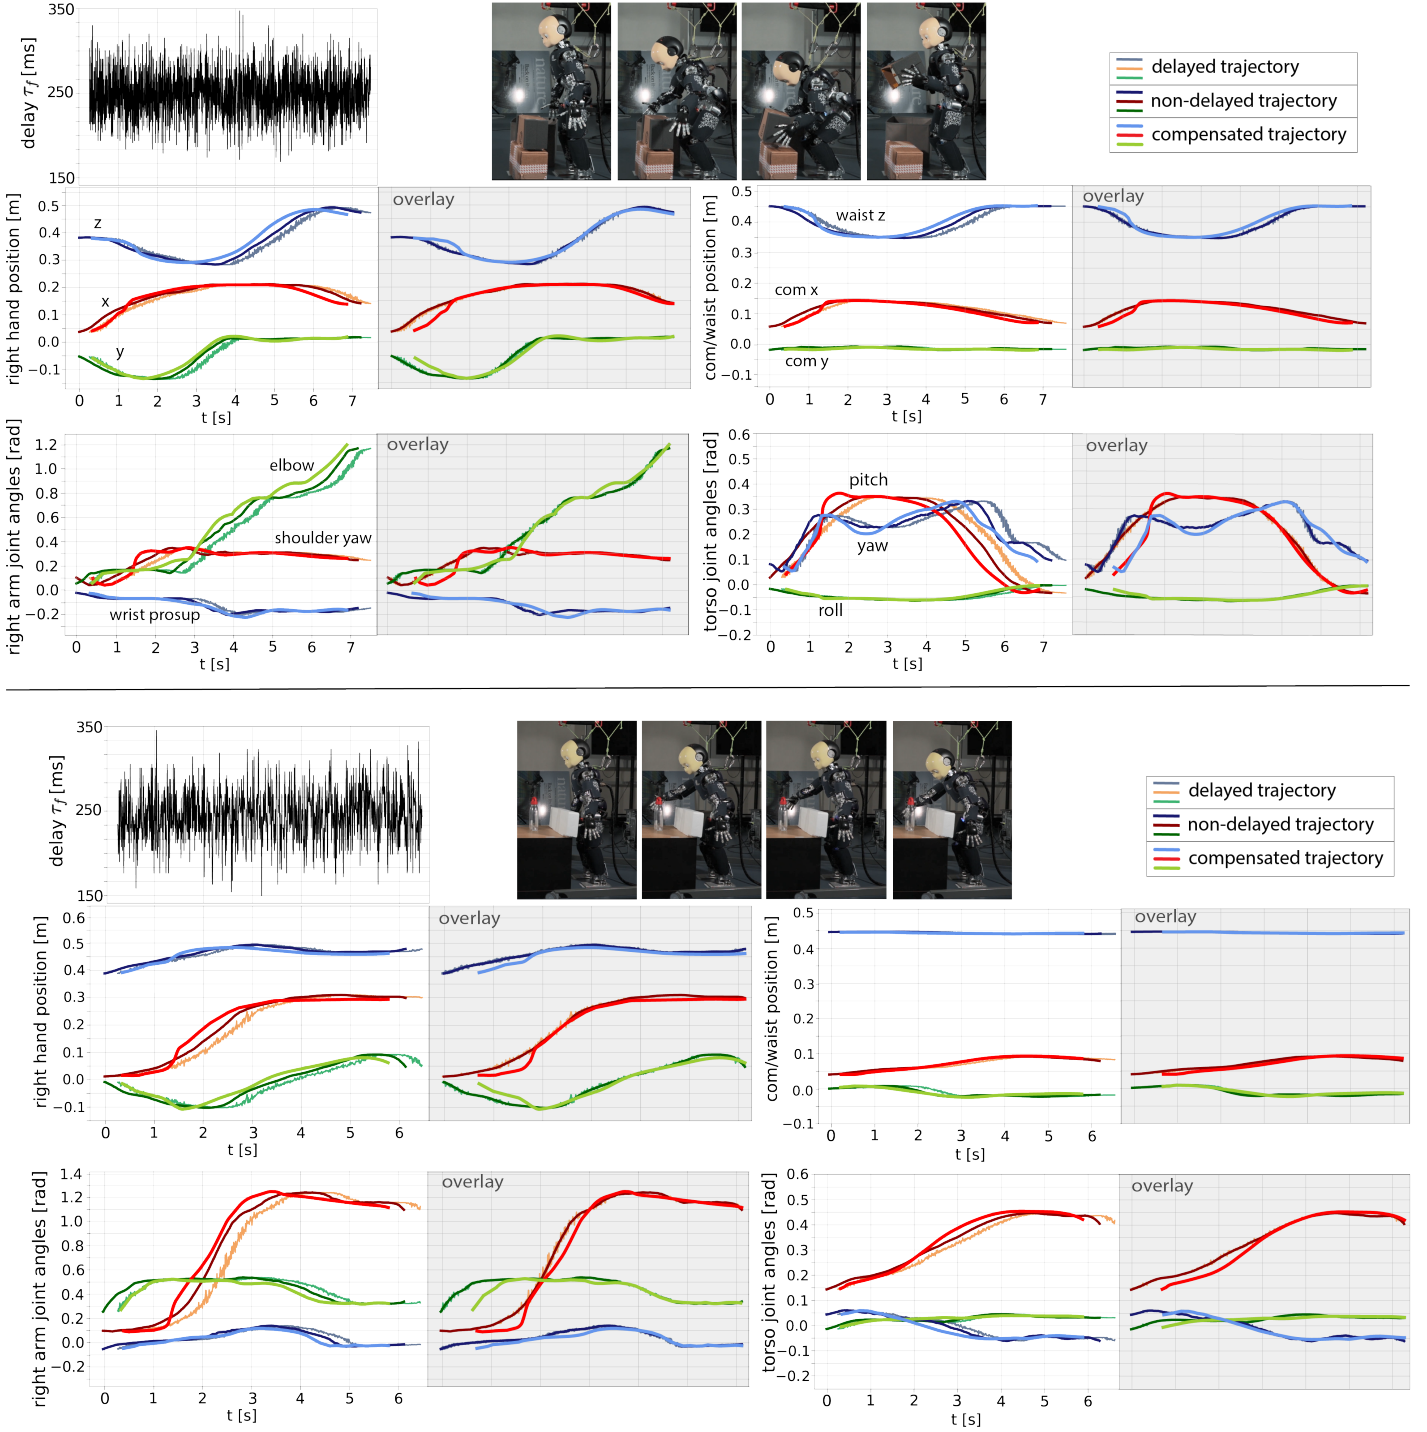 350
250
150
delay τf [ms]
delayed trajectory
non-delayed trajectory
compensated trajectory
right hand position [m]
0.5
0.4
0.3
0.2
0.1
0.0
−0.1
z
x
y
overlay
0 1 2 3 4 5 6 7
t [s]
com/waist position [m]
0.5
0.4
0.3
0.2
0.1
0.0
−0.1
waist z
com x
com y
overlay
0 1 2 3 4 5 6 7
t [s]
right arm joint angles [rad]
1.2
1.0
0.8
0.6
0.4
0.2
0.0
−0.2
elbow
shoulder yaw
wrist prosup
overlay
0 1 2 3 4 5 6 7
t [s]
torso joint angles [rad]
0.6
0.5
0.4
0.3
0.2
0.1
0.0
−0.1
−0.2
pitch
yaw
roll
overlay
0 1 2 3 4 5 6 7
t [s]
350
250
150
delay τf [ms]
delayed trajectory
non-delayed trajectory
compensated trajectory
right hand position [m]
0.6
0.5
0.4
0.3
0.2
0.1
0.0
−0.1
overlay
0 1 2 3 4 5 6
t [s]
com/waist position [m]
0.5
0.4
0.3
0.2
0.1
0.0
−0.1
overlay
0 1 2 3 4 5 6
t [s]
right arm joint angles [rad]
1.4
1.2
1.0
0.8
0.6
0.4
0.2
0.0
−0.2
overlay
0 1 2 3 4 5 6
t [s]
torso joint angles [rad]
0.6
0.5
0.4
0.3
0.2
0.1
0.0
−0.1
−0.2
overlay
0 1 2 3 4 5 6
t [s]